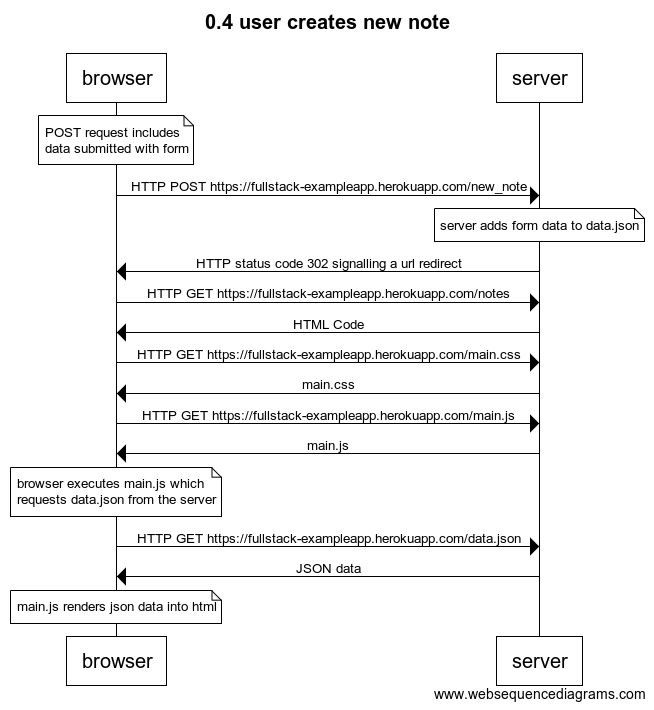 0.4 user creates new note
browser
server
POST request includes
data submitted with form
HTTP POST https://fullstack-exampleapp.herokuapp.com/new_note
server adds form data to data.json
HTTP status code 302 signalling a url redirect
HTTP GET https://fullstack-exampleapp.herokuapp.com/notes
HTML Code
HTTP GET https://fullstack-exampleapp.herokuapp.com/main.css
main.css
HTTP GET https://fullstack-exampleapp.herokuapp.com/main.js
main.js
browser executes main.js which
requests data.json from the server
HTTP GET https://fullstack-exampleapp.herokuapp.com/data.json
JSON data
main.js renders json data into html
browser
server
www.websequencediagrams.com